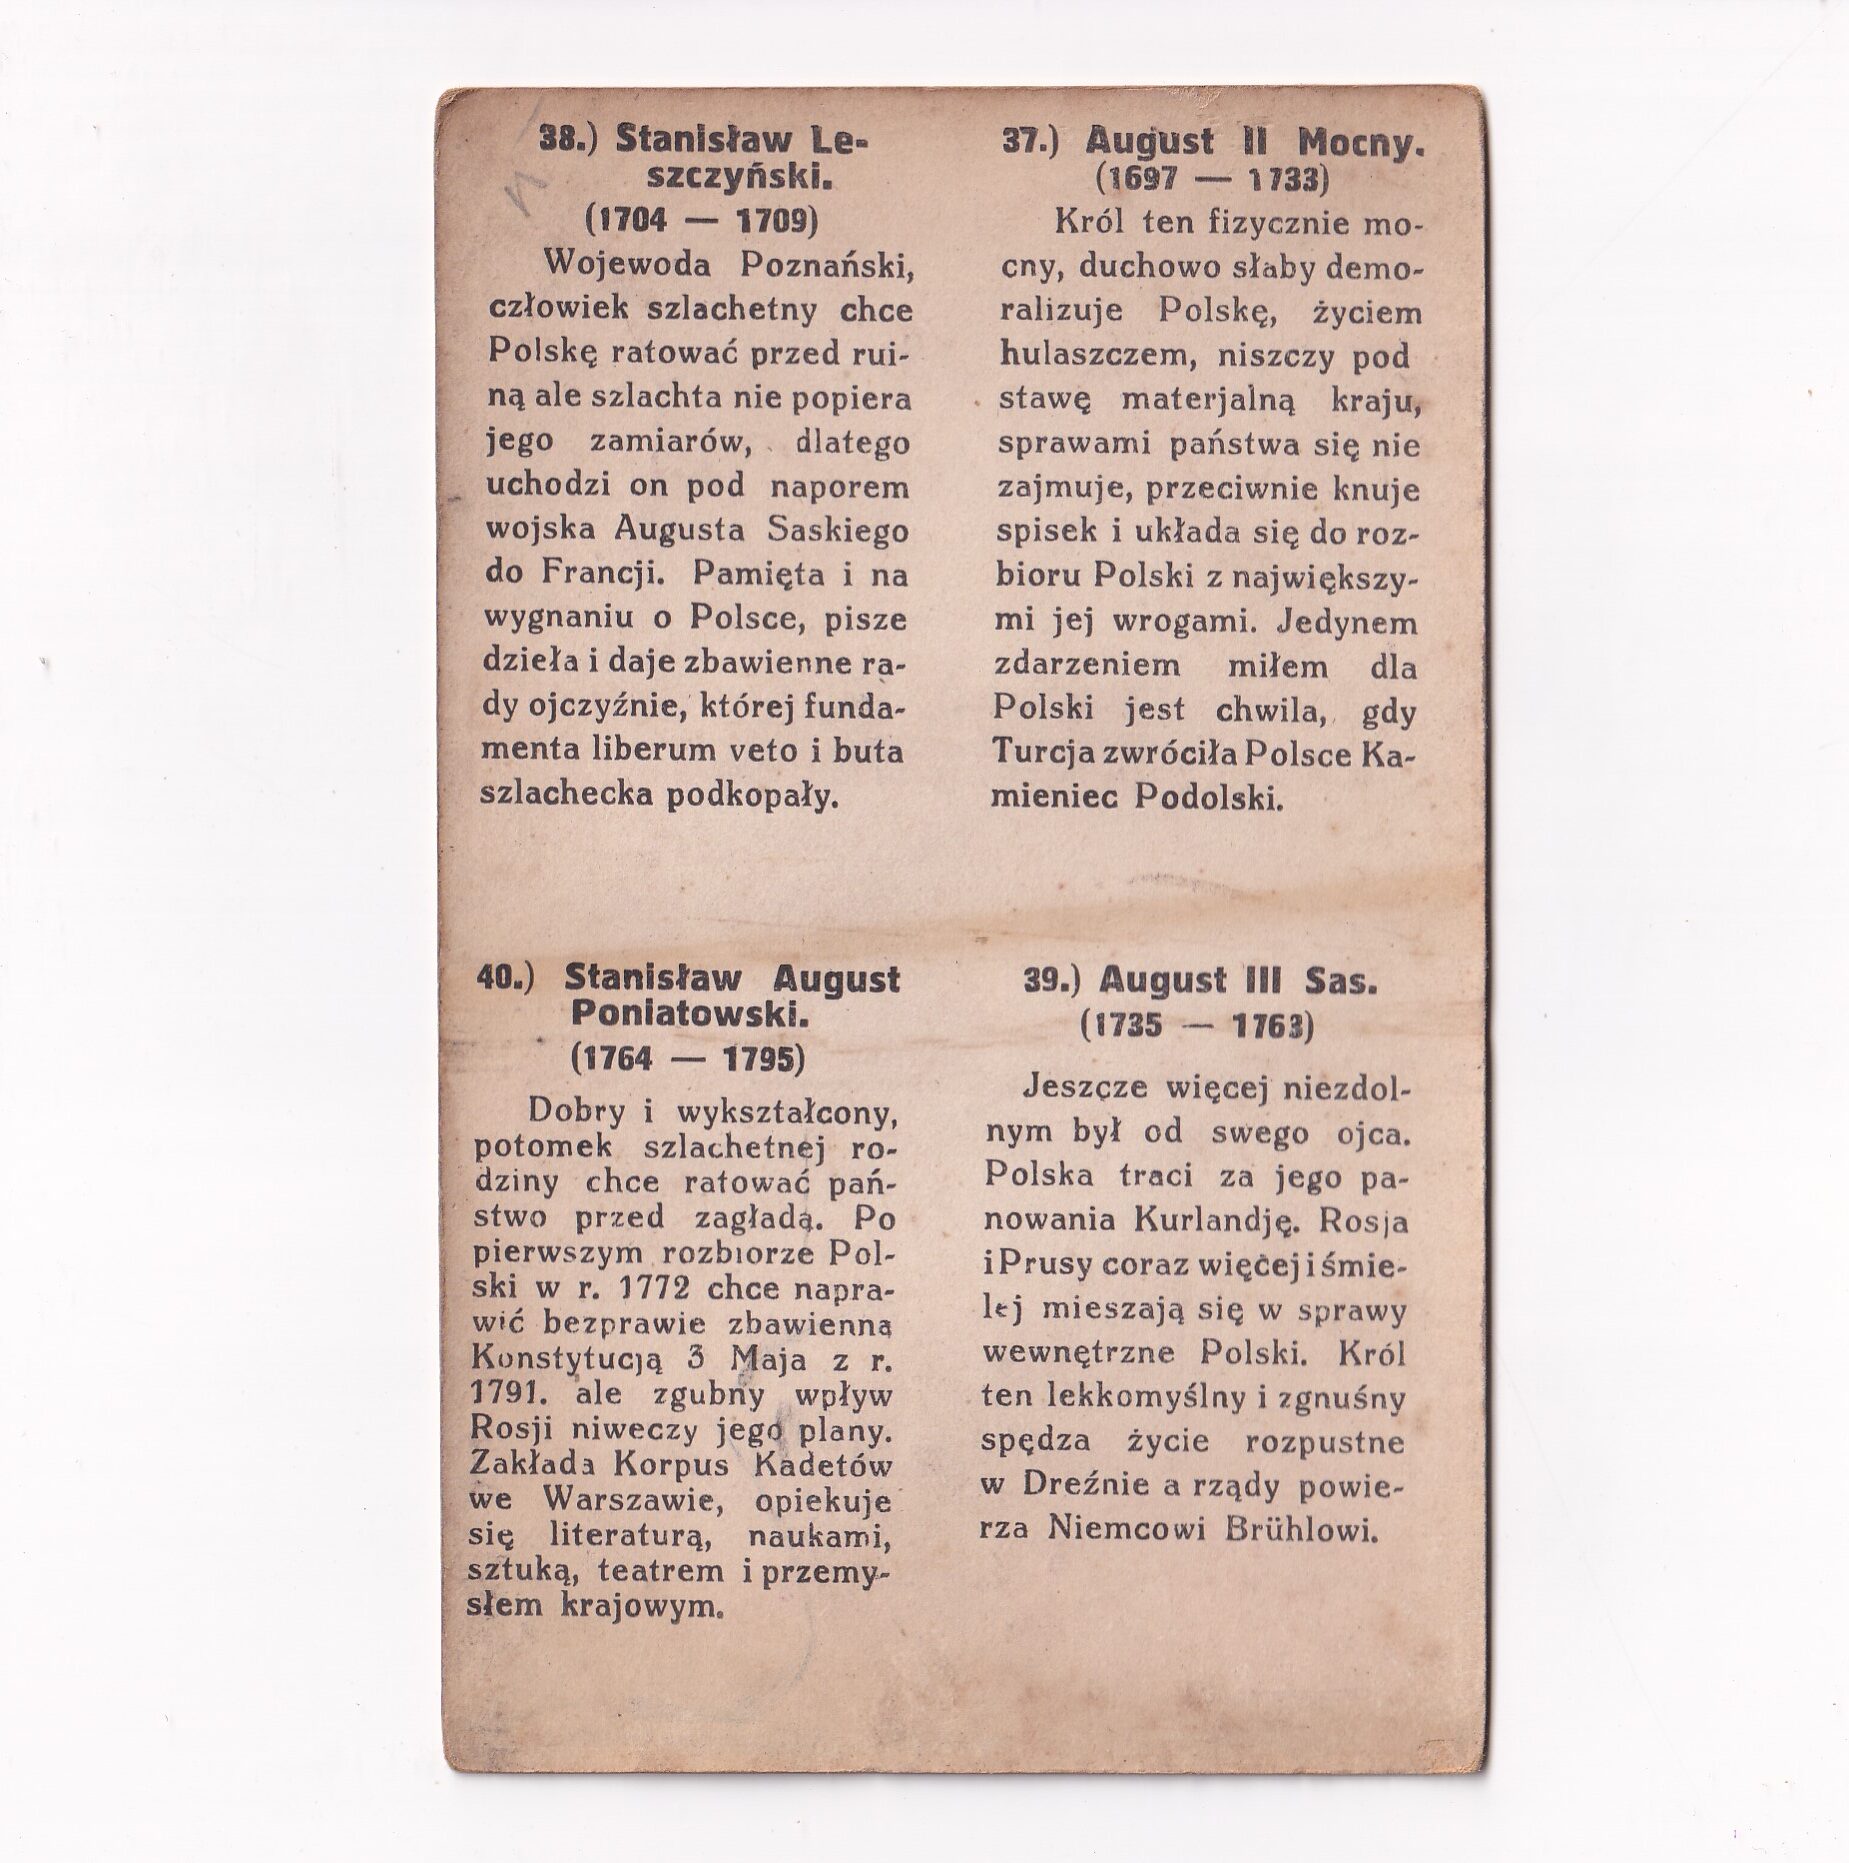 38.) Stanisław Le-
szczyński.
(1704 — 1709)
Wojewoda Poznański,
człowiek szlachetny chce
Polskę ratować przed rui-
ną ale szlachta nie popiera
jego zamiarów, dlatego
uchodzi on pod naporem
wojska Augusta Saskiego
do Francji. Pamięta i na
wygnaniu o Polsce, pisze
dzieła i daje zbawienne ra-
dy ojczyźnie, której funda-
menta liberum veto i buta
szlachecka podkopały.
37.) August II Mocny.
(1697 — 1733)
Król ten fizycznie mo-
cny, duchowo słaby demo-
ralizuje Polskę, życiem
hulaszczem, niszczy pod
stawę materjalną kraju,
sprawami państwa się nie
zajmuje, przeciwnie knuje
spisek i układa się do roz-
bioru Polski z największy-
mi jej wrogami. Jedynem
zdarzeniem miłem dla
Polski jest chwila, gdy
Turcja zwróciła Polsce Ka-
mieniec Podolski.
40.) Stanisław August
Poniatowski.
(1764 — 1795)
Dobry i wykształcony,
potomek szlachetnej ro-
dziny chce ratować pań-
stwo przed zagładą. Po
pierwszym rozbiorze Pol-
ski w r. 1772 chce napra-
wić bezprawie zbawienną
Konstytucją 3 Maja z r.
1791. ale zgubny wpływ
Rosji niweczy jego plany.
Zakłada Korpus Kadetów
we Warszawie, opiekuje
się literaturą, naukami,
sztuką, teatrem i przemy-
słem krajowym.
39.) August III Sas.
(1735 — 1763)
Jeszcze więcej niezdol-
nym był od swego ojca.
Polska traci za jego pa-
nowania Kurlandję. Rosja
i Prusy coraz więcej i śmie-
lej mieszają się w sprawy
wewnętrzne Polski. Król
ten lekkomyślny i zgnuśny
spędza życie rozpustne
w Dreźnie a rządy powie-
rza Niemcowi Brühlowi.